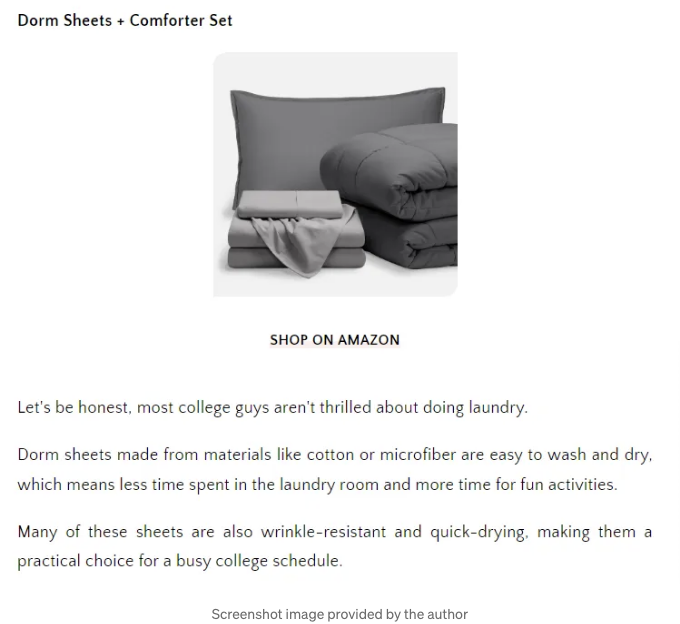 Dorm Sheets + Comforter Set
SHOP ON AMAZON
Let's be honest, most college guys aren't thrilled about doing laundry.
Dorm sheets made from materials like cotton or microfiber are easy to wash and dry,
which means less time spent in the laundry room and more time for fun activities.
Many of these sheets are also wrinkle-resistant and quick-drying, making them a
practical choice for a busy college schedule.
Screenshot image provided by the author